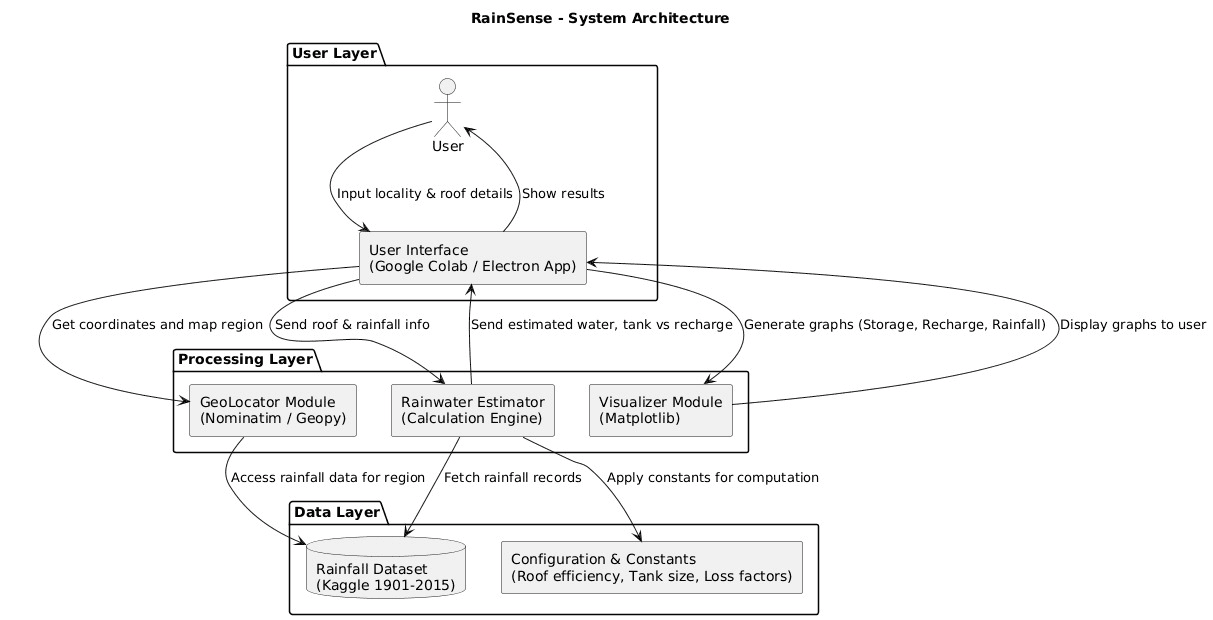 RainSense - System Architecture
User Layer
User
Input locality & roof details
Show results
User Interface
(Google Colab / Electron App)
Get coordinates and map region
Send roof & rainfall info
Send estimated water, tank vs recharge
Generate graphs (Storage, Recharge, Rainfall)
Display graphs to user
Processing Layer
GeoLocator Module
(Nominatim / Geopy)
Rainwater Estimator
(Calculation Engine)
Visualizer Module
(Matplotlib)
Access rainfall data for region
Fetch rainfall records
Apply constants for computation
Data Layer
Rainfall Dataset
(Kaggle 1901-2015)
Configuration & Constants
(Roof efficiency, Tank size, Loss factors)